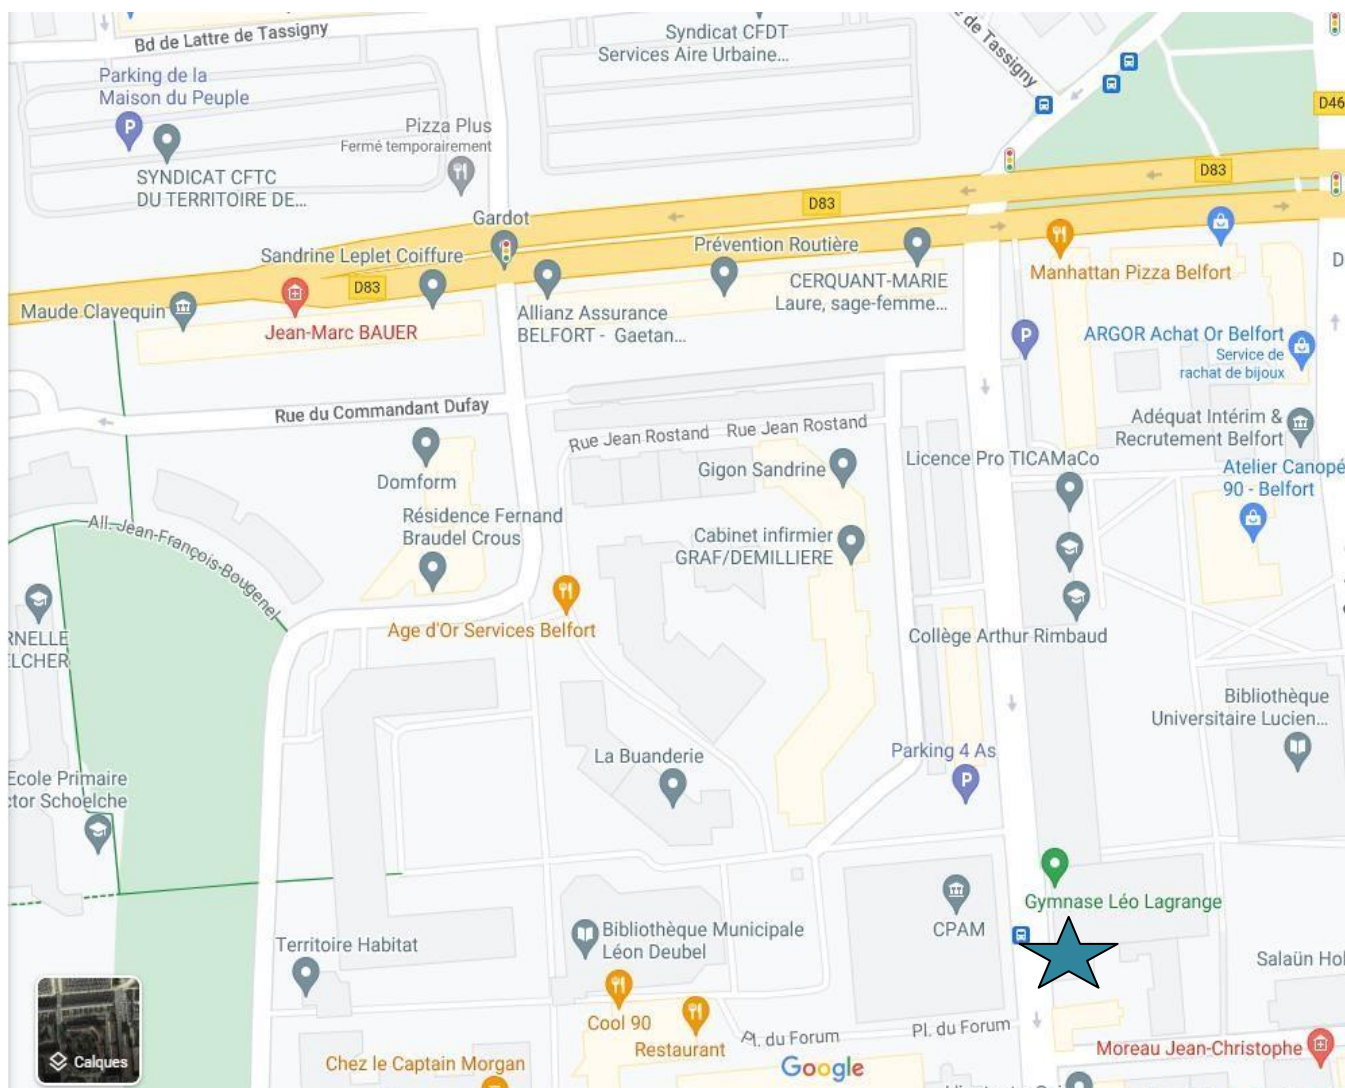 Bd de Lattre de Tassigny
Syndicat CFDT
Services Aire Urbaine...
de Tassigny
Parking de la
Maison du Peuple
P
D46
Pizza Plus
Fermé temporairement
SYNDICAT CFTC
DU TERRITOIRE DE...
D83
D83
Gardot
Sandrine Leplet Coiffure
Prévention Routière
Manhattan Pizza Belfort
D
D83
CERQUANT-MARIE
Laure, sage-femme...
Maude Clavequin
Jean-Marc BAUER
Allianz Assurance
BELFORT - Gaetan...
P
ARGOR Achat Or Belfort
Service de
rachat de bijoux
Rue du Commandant Dufay
Rue Jean Rostand
Rue Jean Rostand
Adéquat Intérim &
Recrutement Belfort
Domform
Gigon Sandrine
Licence Pro TICAMaCo
Atelier Canopé
90 - Belfort
All. Jean-François-Bougenel
Résidence Fernand
Braudel Crous
Cabinet infirmier
GRAF/DEMILLIERE
RNELLE
ELCHER
Age d'Or Services Belfort
Collège Arthur Rimbaud
Bibliothèque
Universitaire Lucien...
La Buanderie
Parking 4 As
P
Ecole Primaire
ctor Schoelche
Gymnase Léo Lagrange
CPAM
Bibliothèque Municipale
Léon Deubel
Territoire Habitat
Salaün Hol
Cool 90
Restaurant
Pl. du Forum
Pl. du Forum
Moreau Jean-Christophe
Calques
Chez le Captain Morgan
Google